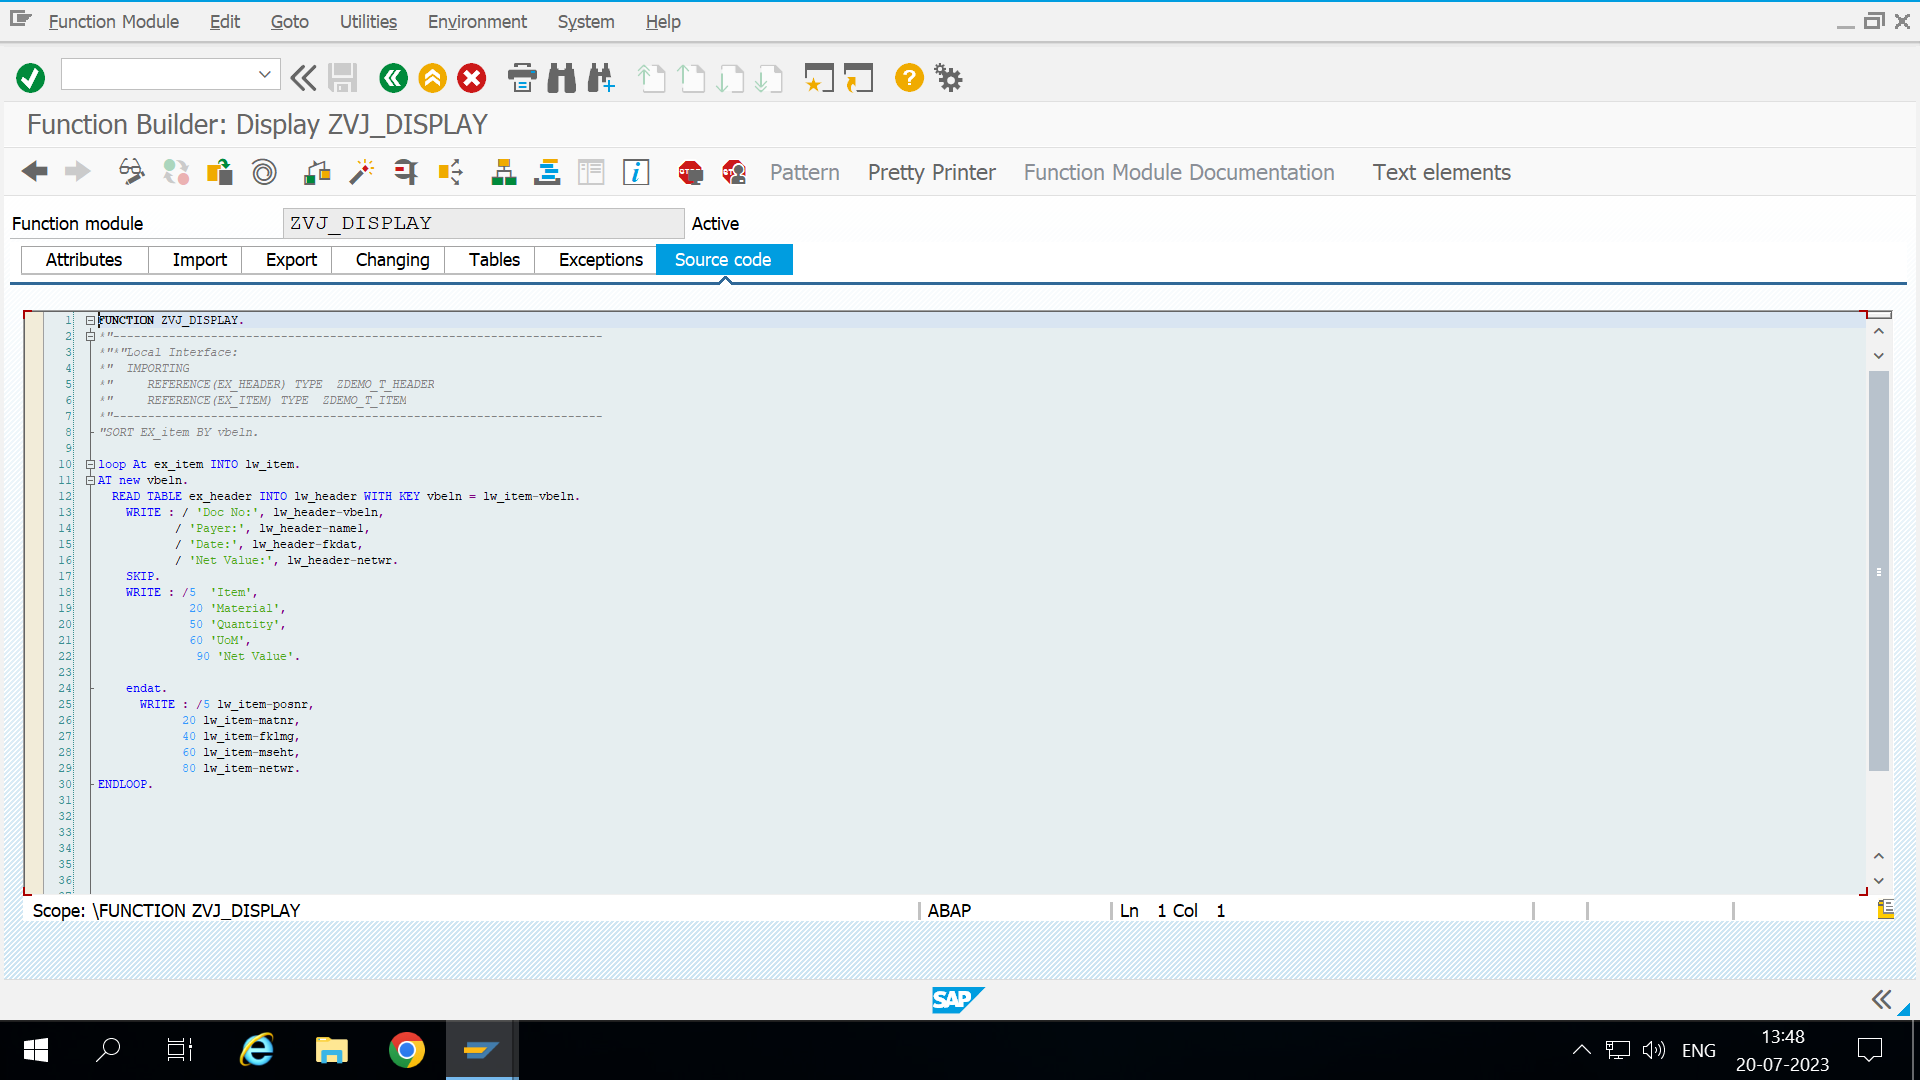 Function Module Edit Goto Utilities Environment System Help
Function Builder: Display ZVJ_DISPLAY
Pattern Pretty Printer Function Module Documentation Text elements
Function module ZVJ_DISPLAY Active
Attributes Import Export Changing Tables Exceptions Source code
1 FUNCTION ZVJ_DISPLAY.
2 *"----------------------------------------------------------------------
3 *"*"Local Interface:
4 *"  IMPORTING
5 *"     REFERENCE(EX_HEADER) TYPE  ZDEMO_T_HEADER
6 *"     REFERENCE(EX_ITEM) TYPE  ZDEMO_T_ITEM
7 *"----------------------------------------------------------------------
8 "SORT EX_item BY vbeln.
9
10 loop At ex_item INTO lw_item.
11 AT new vbeln.
12   READ TABLE ex_header INTO lw_header WITH KEY vbeln = lw_item-vbeln.
13     WRITE : / 'Doc No:', lw_header-vbeln,
14            / 'Payer:', lw_header-name1,
15            / 'Date:', lw_header-fkdat,
16            / 'Net Value:', lw_header-netwr.
17     SKIP.
18     WRITE : /5  'Item',
19              20 'Material',
20              50 'Quantity',
21              60 'UoM',
22               90 'Net Value'.
23
24     endat.
25       WRITE : /5 lw_item-posnr,
26             20 lw_item-matnr,
27             40 lw_item-fklmg,
28             60 lw_item-mseht,
29             80 lw_item-netwr.
30 ENDLOOP.
31
32
33
34
35
36
Scope: \FUNCTION ZVJ_DISPLAY ABAP Ln 1 Col 1
SAP
ENG 13:48
20-07-2023